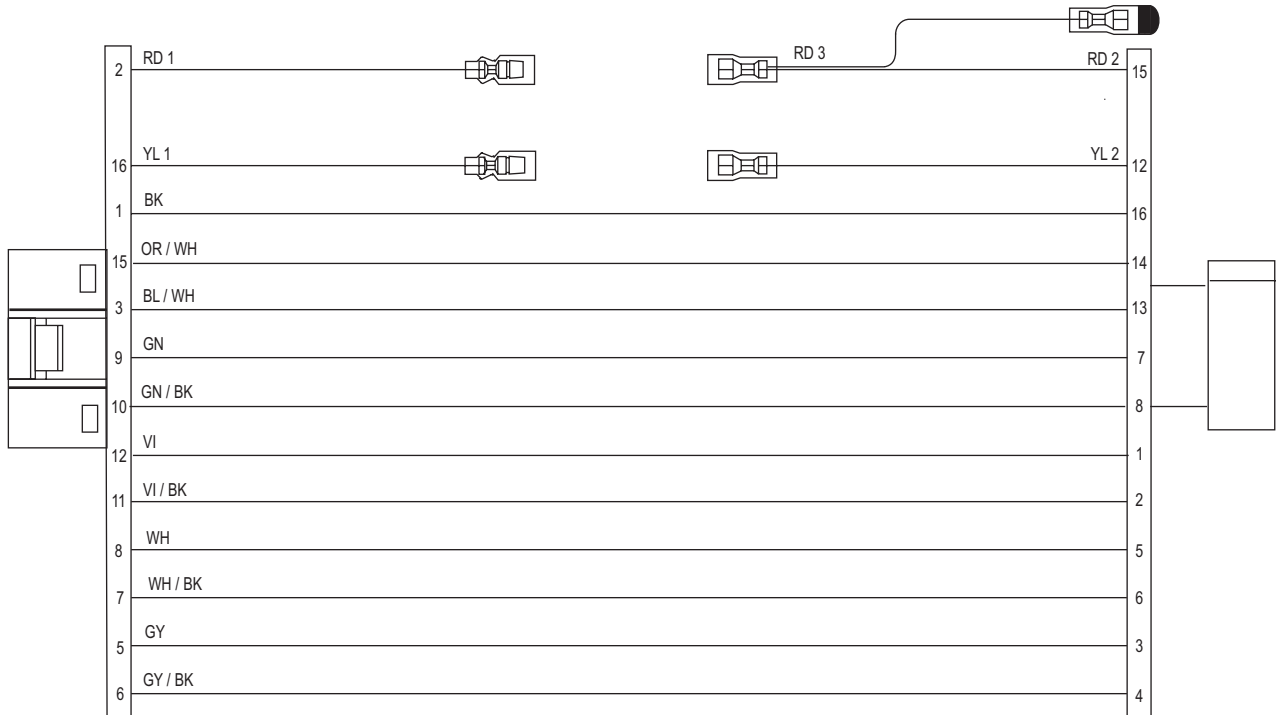 RD 3
2 RD 1 RD 2 15
16 YL 1 YL 2 12
1 BK 16
15 OR / WH 14
3 BL / WH 13
9 GN 7
10 GN / BK 8
12 VI 1
11 VI / BK 2
8 WH 5
7 WH / BK 6
5 GY 3
6 GY / BK 4